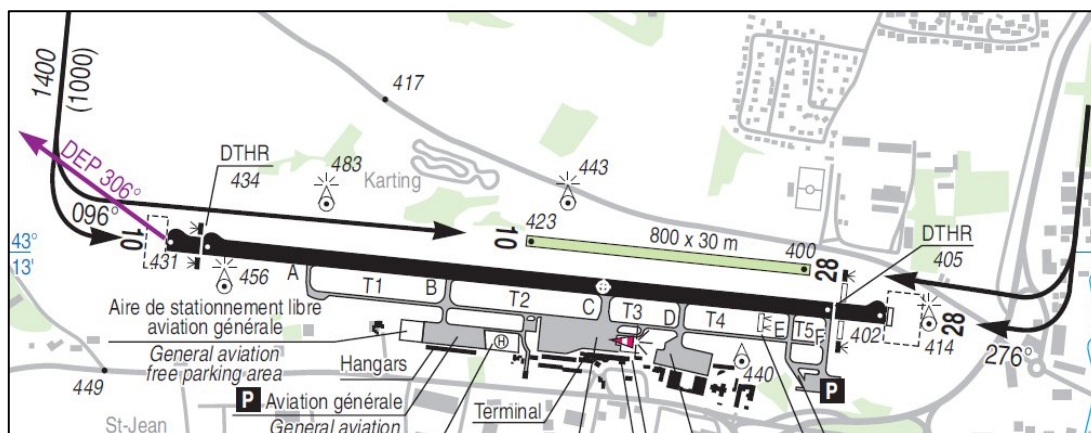 1400
(1000)
417
DEP 306°
DTHR
434
483
443
Karting
096°
10
431
456
10
423
800 x 30 m
400
28
DTHR
405
43°
13'
A
T1
B
T2
C
T3
D
T4
E
T5
F
402
414
28
276°
Aire de stationnement libre
aviation générale
General aviation
free parking area
Hangars
H
449
P Aviation générale
General aviation
Terminal
440
P
St-Jean